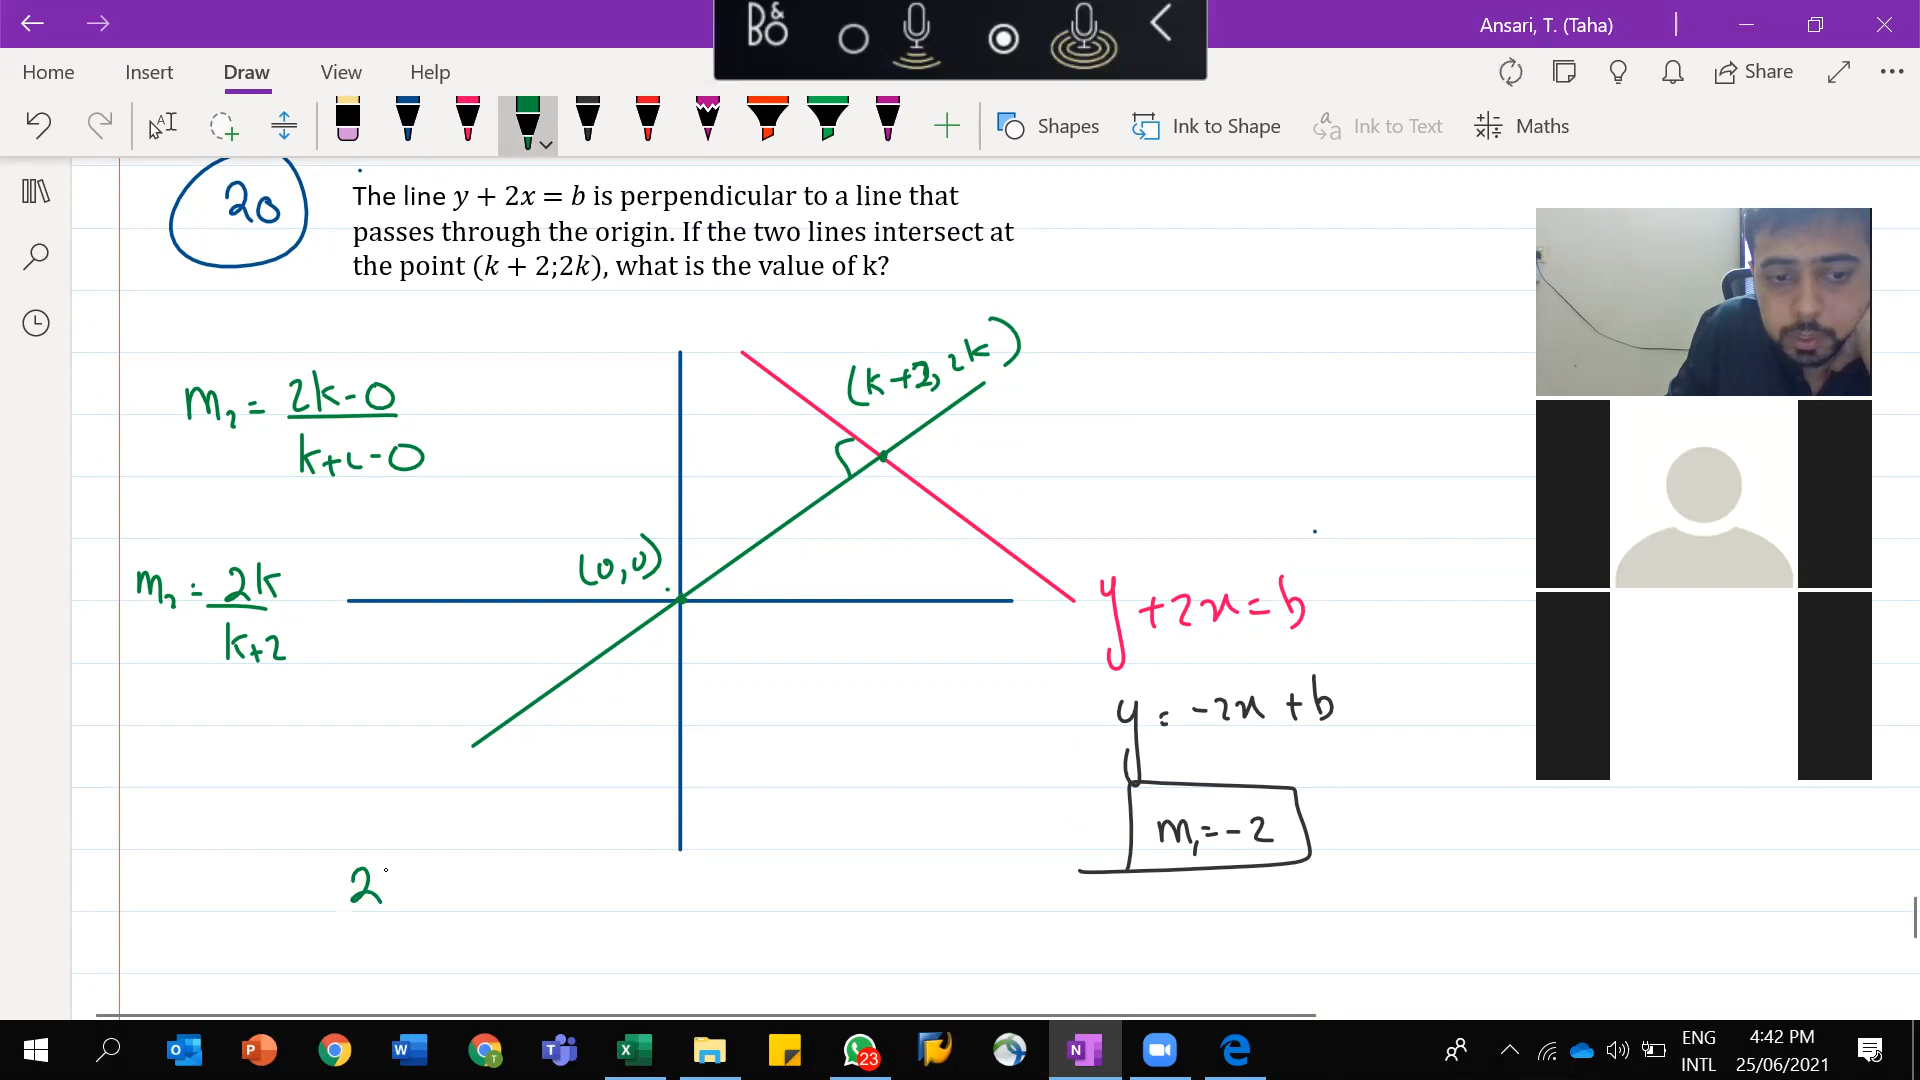 Ansari, T. (Taha)
B&O
Home Insert Draw View Help
Share
Shapes Ink to Shape Ink to Text Maths
20
The line y + 2x = b is perpendicular to a line that
passes through the origin. If the two lines intersect at
the point (k + 2;2k), what is the value of k?
(k+2, 2k)
m₂ = 2k-0
k+2-0
(0,0)
m₂ = 2k
k+2
y+2x=b
y = -2x + b
m₁ = -2
2
23
ENG
INTL
4:42 PM
25/06/2021